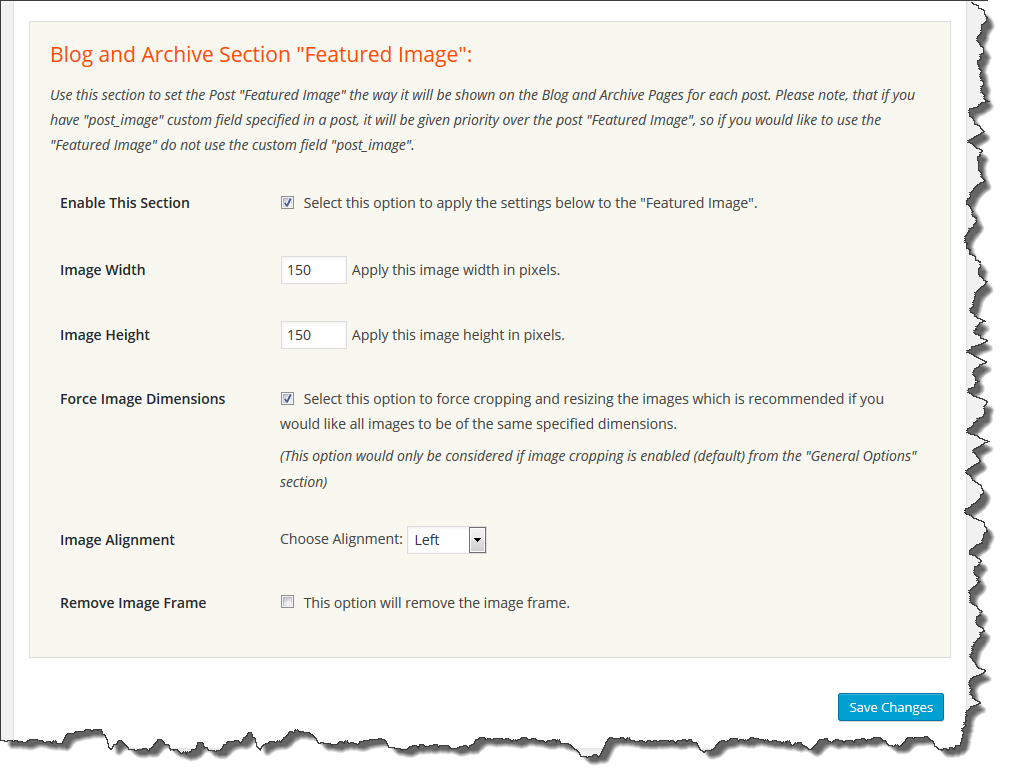 Blog and Archive Section "Featured Image":
Use this section to set the Post "Featured Image" the way it will be shown on the Blog and Archive Pages for each post. Please note, that if you
have "post_image" custom field specified in a post, it will be given priority over the post "Featured Image", so if you would like to use the
"Featured Image" do not use the custom field "post_image".
Enable This Section Select this option to apply the settings below to the "Featured Image".
Image Width 150 Apply this image width in pixels.
Image Height 150 Apply this image height in pixels.
Force Image Dimensions Select this option to force cropping and resizing the images which is recommended if you
would like all images to be of the same specified dimensions.
(This option would only be considered if image cropping is enabled (default) from the "General Options"
section)
Image Alignment Choose Alignment: Left
Remove Image Frame This option will remove the image frame.
Save Changes